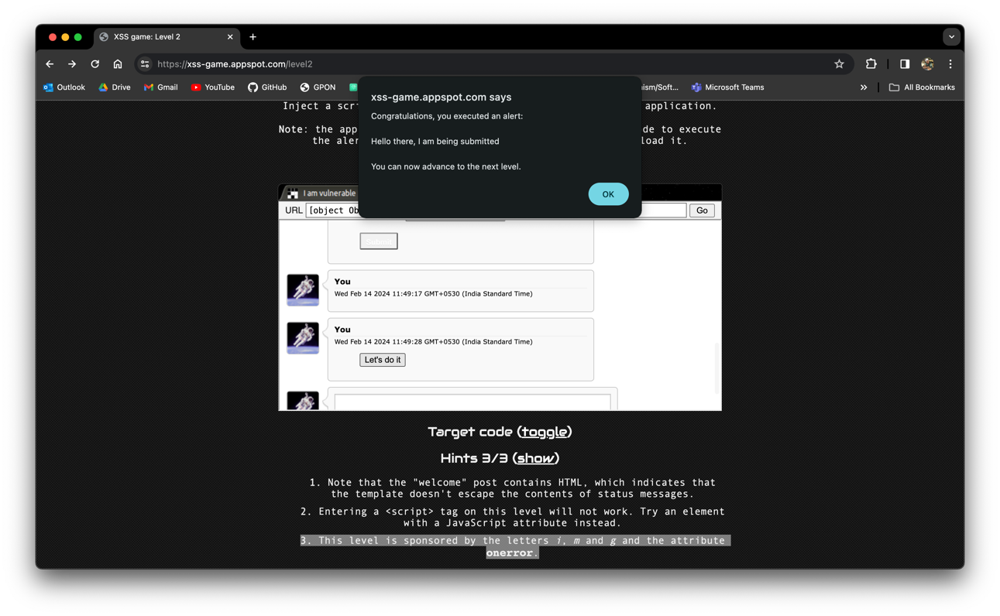 XSS game: Level 2
https://xss-game.appspot.com/level2
Outlook Drive Gmail YouTube GitHub GPON ism/Soft... Microsoft Teams » All Bookmarks
xss-game.appspot.com says
Congratulations, you executed an alert:
Hello there, I am being submitted
You can now advance to the next level.
OK
Inject a scr application.
Note: the app de to execute
the aler load it.
I am vulnerable
URL [object Ob Go
Submit
You
Wed Feb 14 2024 11:49:17 GMT+0530 (India Standard Time)
You
Wed Feb 14 2024 11:49:28 GMT+0530 (India Standard Time)
Let's do it
Target code (toggle)
Hints 3/3 (show)
1. Note that the "welcome" post contains HTML, which indicates that
the template doesn't escape the contents of status messages.
2. Entering a <script> tag on this level will not work. Try an element
with a JavaScript attribute instead.
3. This level is sponsored by the letters i, m and g and the attribute
onerror.